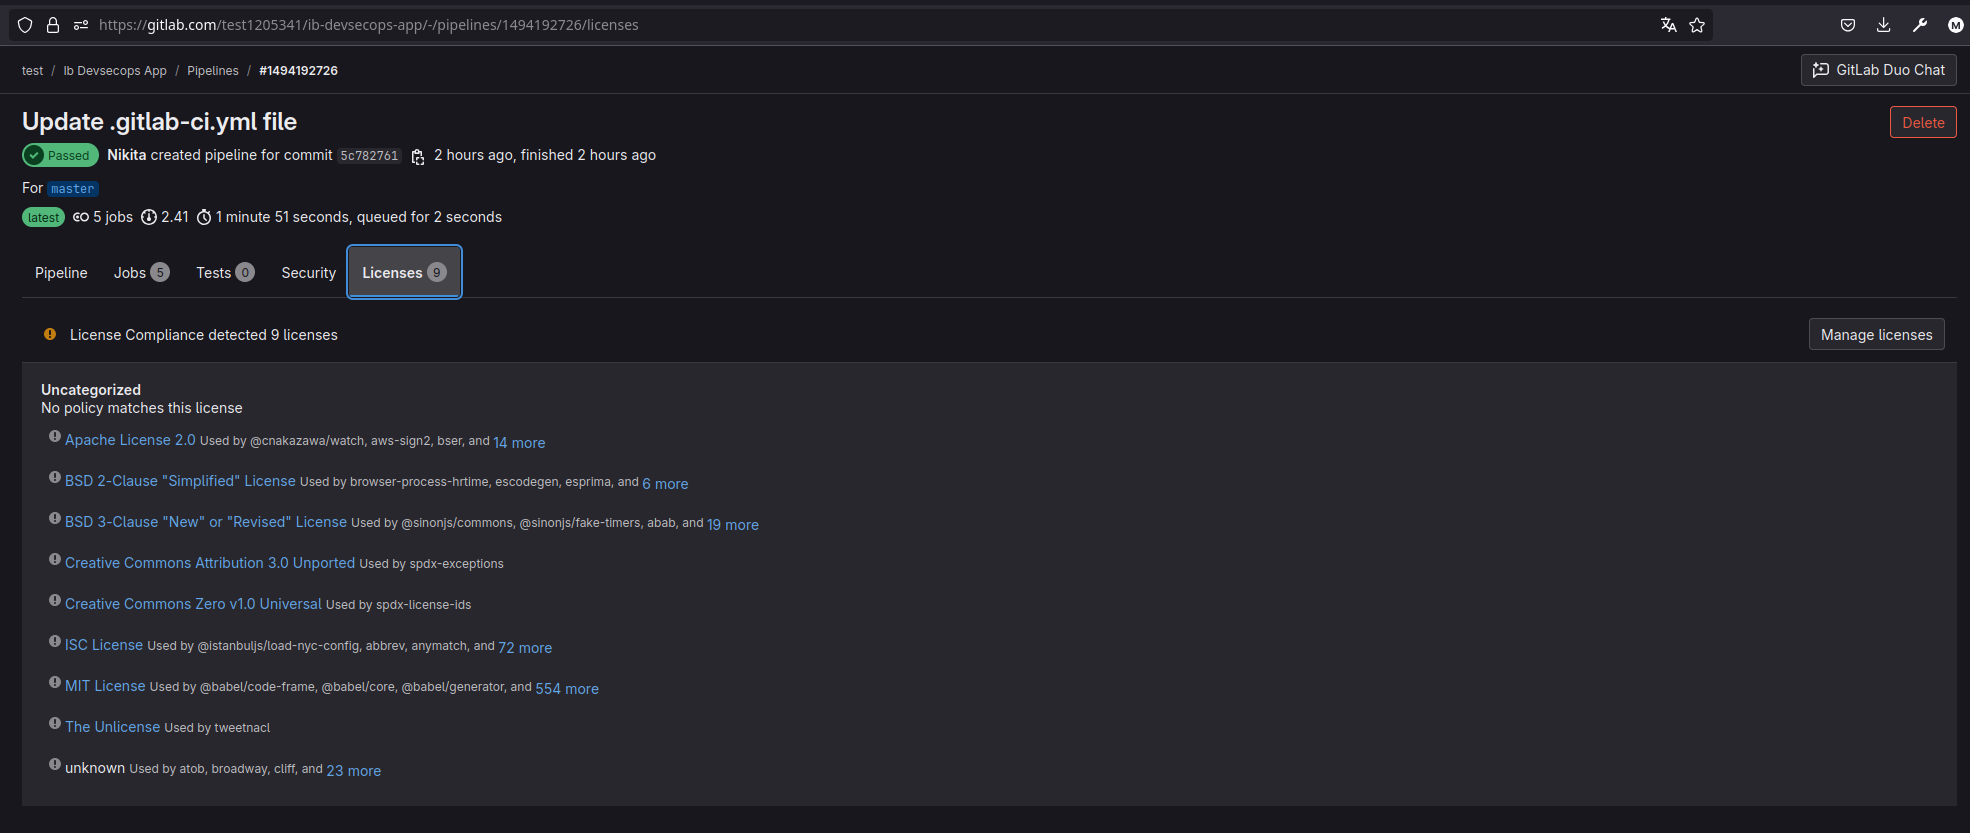 https://gitlab.com/test1205341/ib-devsecops-app/-/pipelines/1494192726/licenses
M
test / Ib Devsecops App / Pipelines / #1494192726
GitLab Duo Chat
Update .gitlab-ci.yml file
Delete
Passed Nikita created pipeline for commit 5c782761 2 hours ago, finished 2 hours ago
For master
latest 5 jobs 2.41 1 minute 51 seconds, queued for 2 seconds
Pipeline Jobs 5 Tests 0 Security Licenses 9
License Compliance detected 9 licenses
Manage licenses
Uncategorized
No policy matches this license
Apache License 2.0 Used by @cnakazawa/watch, aws-sign2, bser, and 14 more
BSD 2-Clause "Simplified" License Used by browser-process-hrtime, escodegen, esprima, and 6 more
BSD 3-Clause "New" or "Revised" License Used by @sinonjs/commons, @sinonjs/fake-timers, abab, and 19 more
Creative Commons Attribution 3.0 Unported Used by spdx-exceptions
Creative Commons Zero v1.0 Universal Used by spdx-license-ids
ISC License Used by @istanbuljs/load-nyc-config, abbrev, anymatch, and 72 more
MIT License Used by @babel/code-frame, @babel/core, @babel/generator, and 554 more
The Unlicense Used by tweetnacl
unknown Used by atob, broadway, cliff, and 23 more